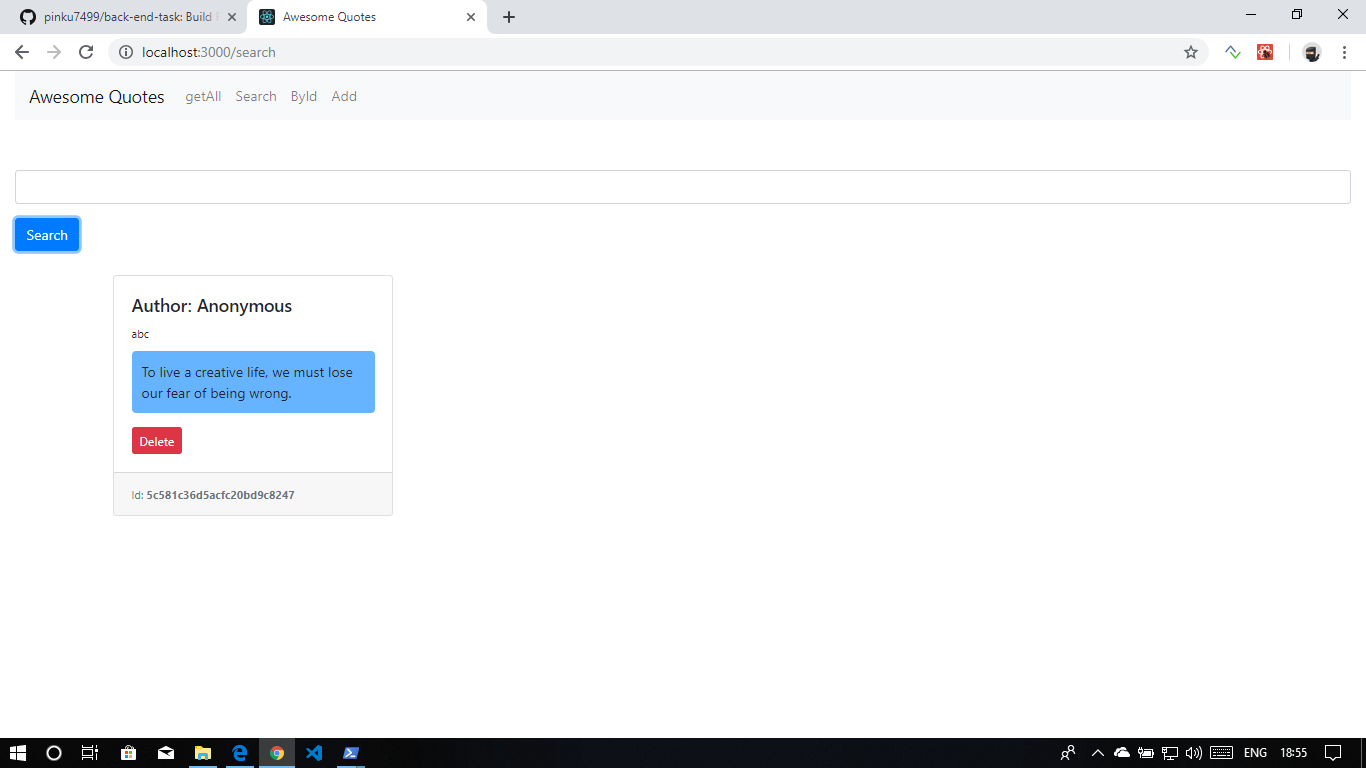 pinku7499/back-end-task: Build
Awesome Quotes
localhost:3000/search
Awesome Quotes getAll Search ById Add
Search
Author: Anonymous
abc
To live a creative life, we must lose
our fear of being wrong.
Delete
Id: 5c581c36d5acfc20bd9c8247
ENG 18:55